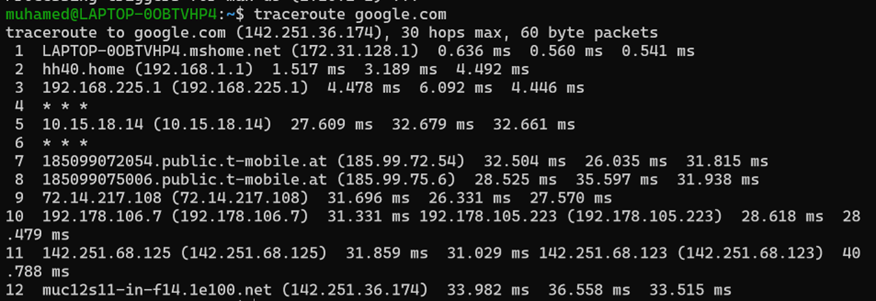 muhamed@LAPTOP-0OBTVHP4:~$ traceroute google.com
traceroute to google.com (142.251.36.174), 30 hops max, 60 byte packets
1 LAPTOP-0OBTVHP4.mshome.net (172.31.128.1) 0.636 ms 0.560 ms 0.541 ms
2 hh40.home (192.168.1.1) 1.517 ms 3.189 ms 4.492 ms
3 192.168.225.1 (192.168.225.1) 4.478 ms 6.092 ms 4.446 ms
4 * * *
5 10.15.18.14 (10.15.18.14) 27.609 ms 32.679 ms 32.661 ms
6 * * *
7 185099072054.public.t-mobile.at (185.99.72.54) 32.504 ms 26.035 ms 31.815 ms
8 185099075006.public.t-mobile.at (185.99.75.6) 28.525 ms 35.597 ms 31.938 ms
9 72.14.217.108 (72.14.217.108) 31.696 ms 26.331 ms 27.570 ms
10 192.178.106.7 (192.178.106.7) 31.331 ms 192.178.105.223 (192.178.105.223) 28.618 ms 28
.479 ms
11 142.251.68.125 (142.251.68.125) 31.859 ms 31.029 ms 142.251.68.123 (142.251.68.123) 40
.788 ms
12 muc12s11-in-f14.1e100.net (142.251.36.174) 33.982 ms 36.558 ms 33.515 ms